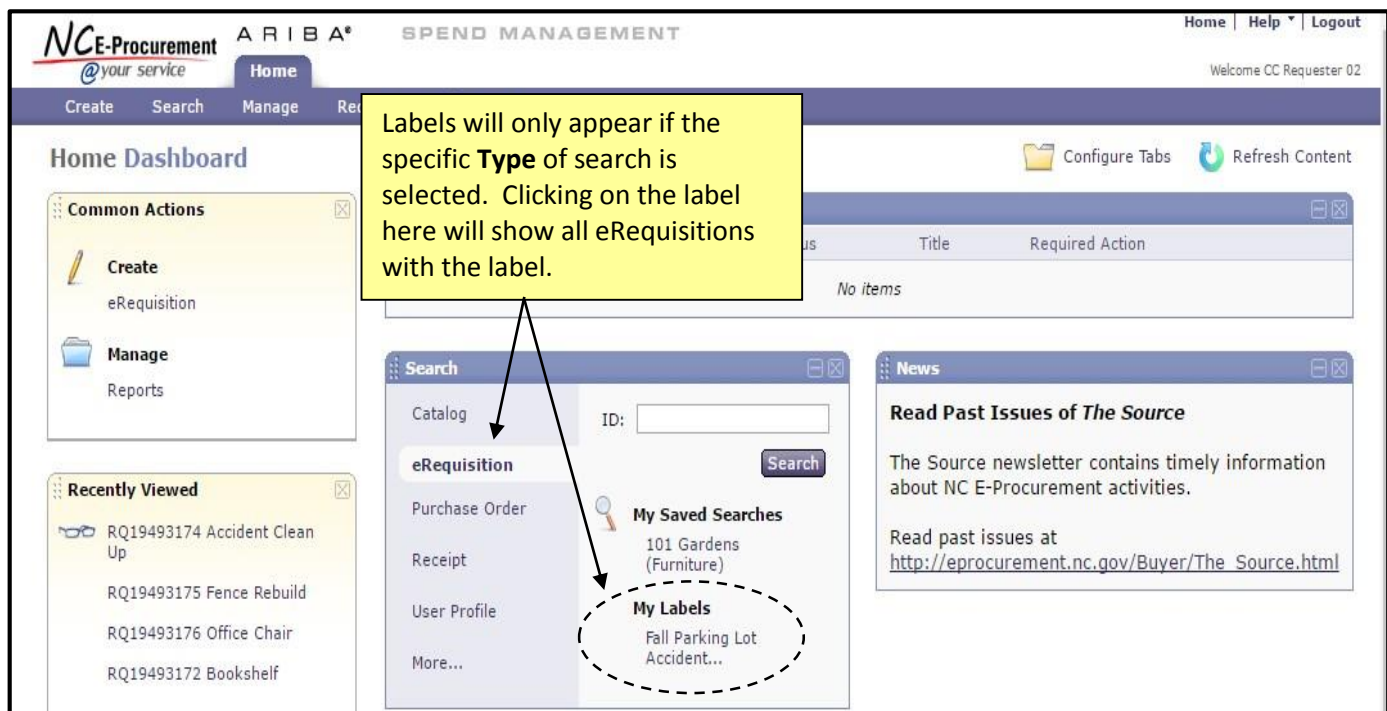 NCE-Procurement
@your service
ARIBA®
SPEND MANAGEMENT
Home | Help | Logout
Home
Welcome CC Requester 02
Create Search Manage
Labels will only appear if the
specific Type of search is
selected. Clicking on the label
here will show all eRequisitions
with the label.
Home Dashboard
Configure Tabs
Refresh Content
Common Actions
Create
eRequisition
Manage
Reports
Title Required Action
No items
Recently Viewed
RQ19493174 Accident Clean
Up
RQ19493175 Fence Rebuild
RQ19493176 Office Chair
RQ19493172 Bookshelf
Search
Catalog
eRequisition
Purchase Order
Receipt
User Profile
More...
ID:
Search
My Saved Searches
101 Gardens
(Furniture)
My Labels
Fall Parking Lot
Accident...
News
Read Past Issues of The Source
The Source newsletter contains timely information
about NC E-Procurement activities.
Read past issues at
http://eprocurement.nc.gov/Buyer/The_Source.html